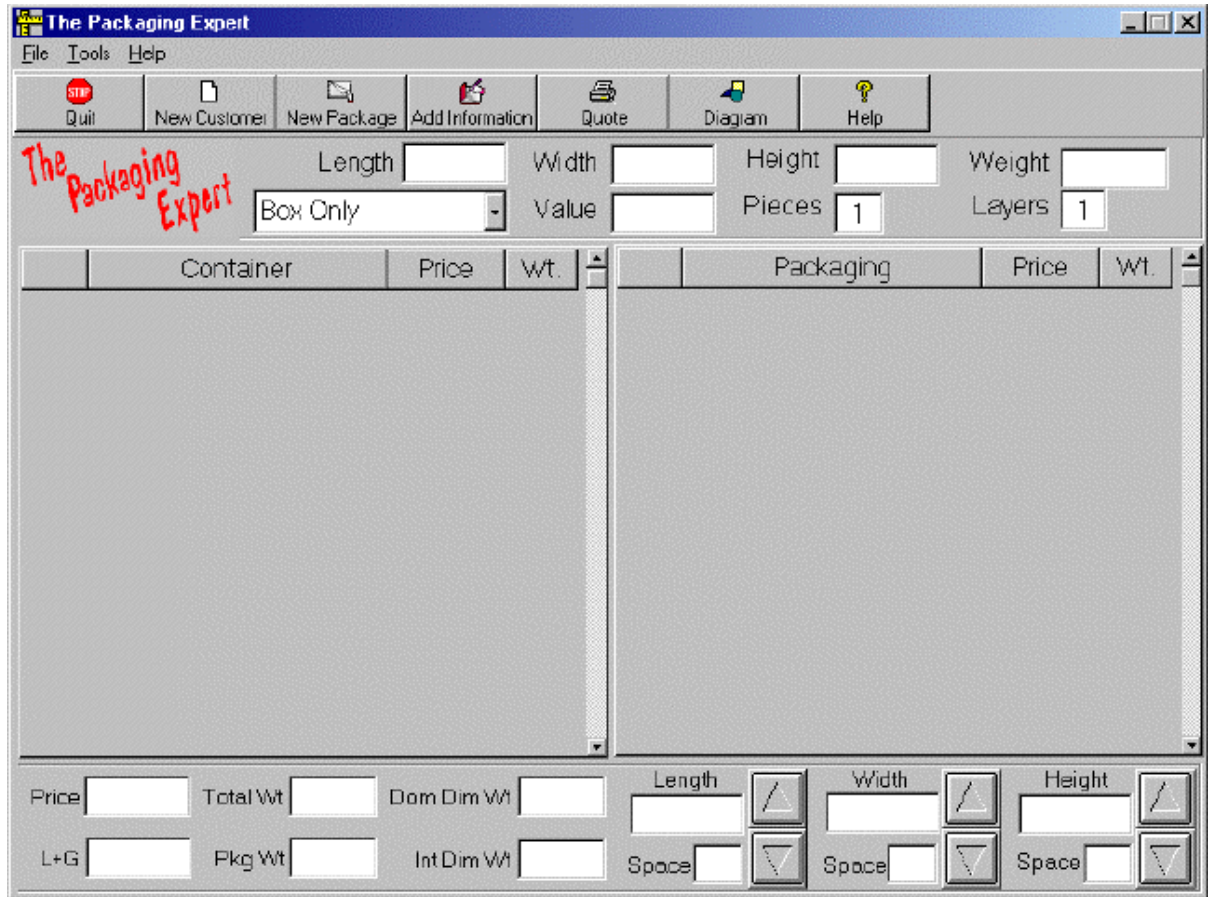 The Packaging Expert
File Tools Help
STOP
Quit New Customer New Package Add Information Quote Diagram Help
The Packaging Expert
Length Width Height Weight
Box Only Value Pieces 1 Layers 1
Container Price Wt. Packaging Price Wt.
Length Width Height
Price Total Wt Dom Dim Wt
L+G Pkg Wt Int Dim Wt Space Space Space